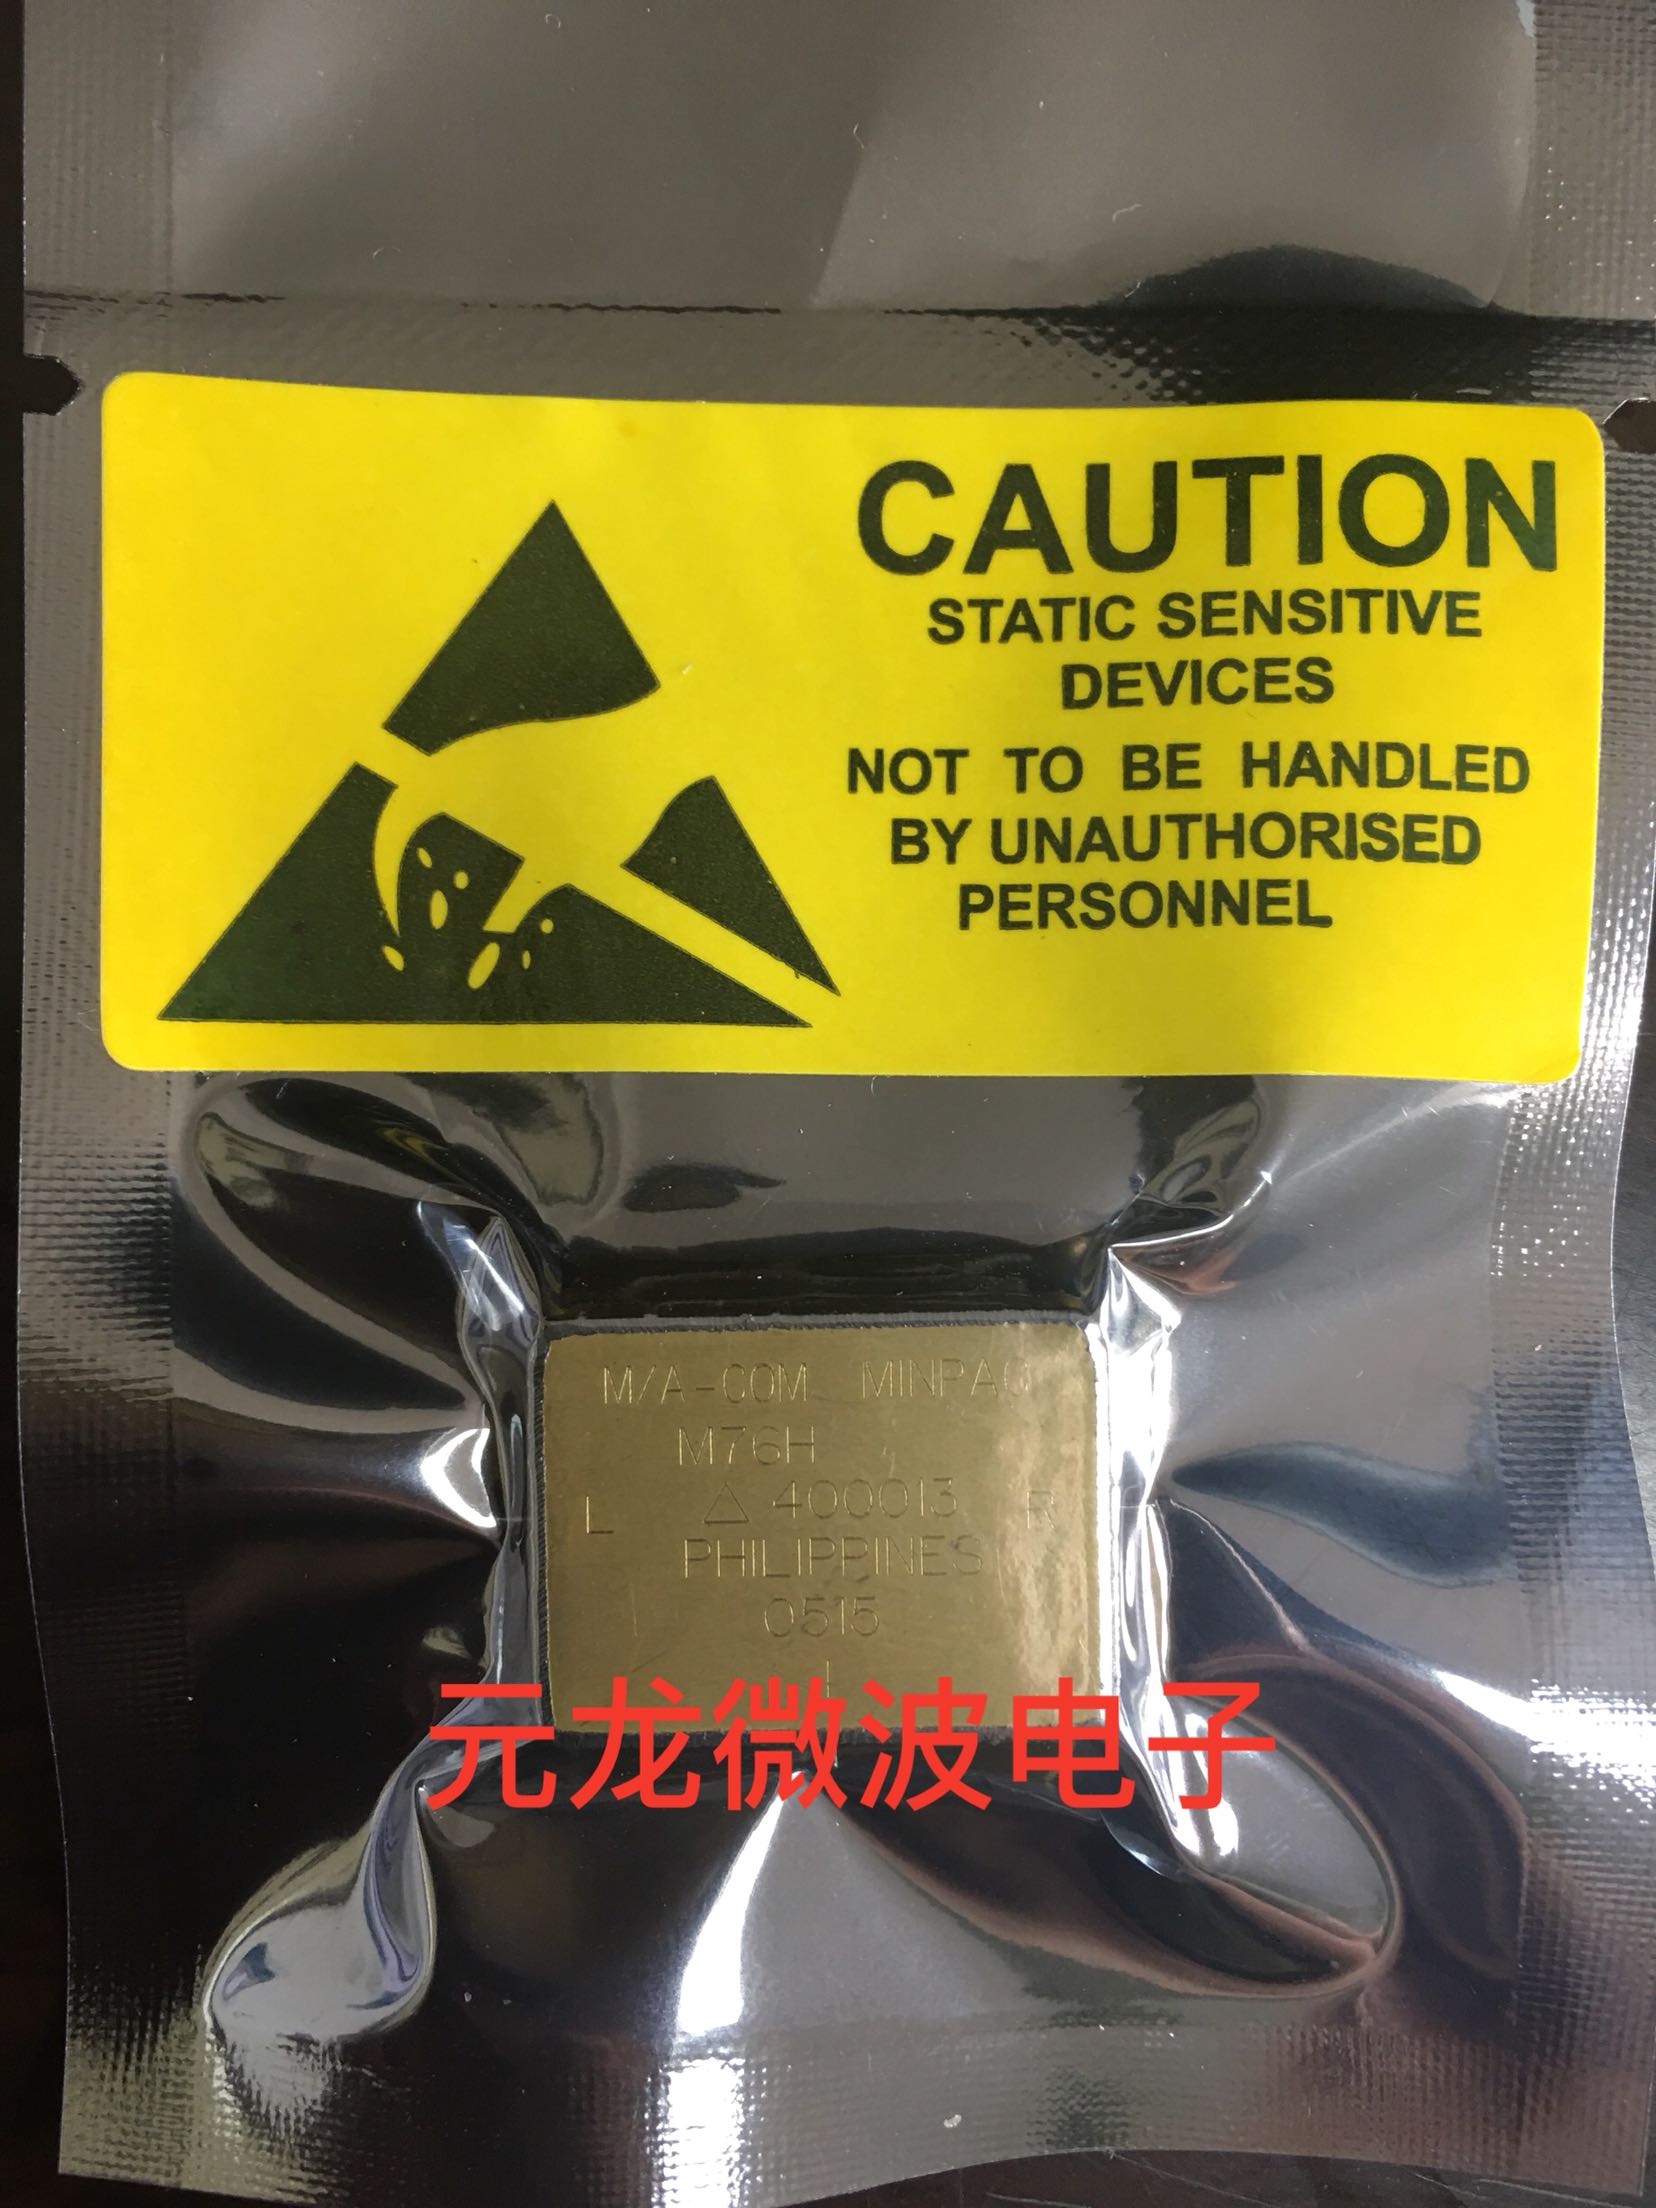 CAUTION
STATIC SENSITIVE
DEVICES
NOT TO BE HANDLED
BY UNAUTHORISED
PERSONNEL
M/A-COM MINPAC
M76H
L △ 400013 R
PHILIPPINES
0515
I
元龙微波电子